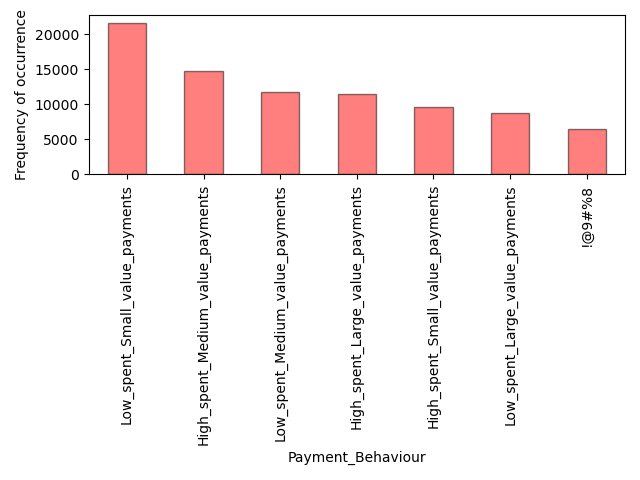 Frequency of occurrence
20000
15000
10000
5000
0
Low_spent_Small_value_payments
High_spent_Medium_value_payments
Low_spent_Medium_value_payments
High_spent_Large_value_payments
High_spent_Small_value_payments
Low_spent_Large_value_payments
!@9#%8
Payment_Behaviour